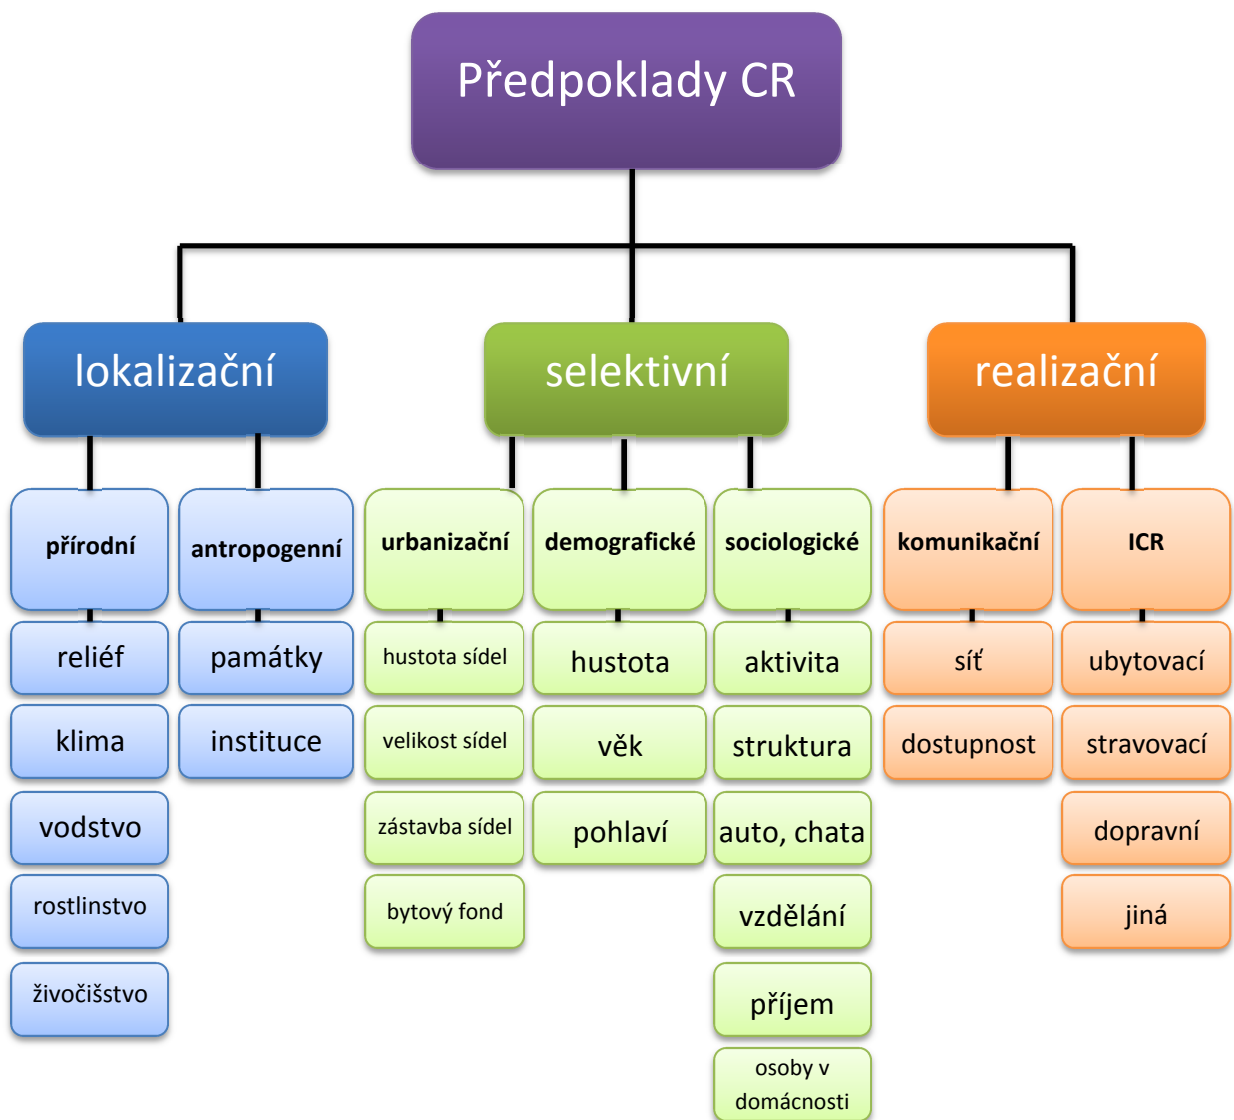 Předpoklady CR
lokalizační
selektivní
realizační
přírodní
antropogenní
urbanizační
demografické
sociologické
komunikační
ICR
reliéf
památky
hustota sídel
hustota
aktivita
síť
ubytovací
klima
instituce
velikost sídel
věk
struktura
dostupnost
stravovací
vodstvo
zástavba sídel
pohlaví
auto, chata
dopravní
rostlinstvo
bytový fond
vzdělání
jiná
živočišstvo
příjem
osoby v
domácnosti